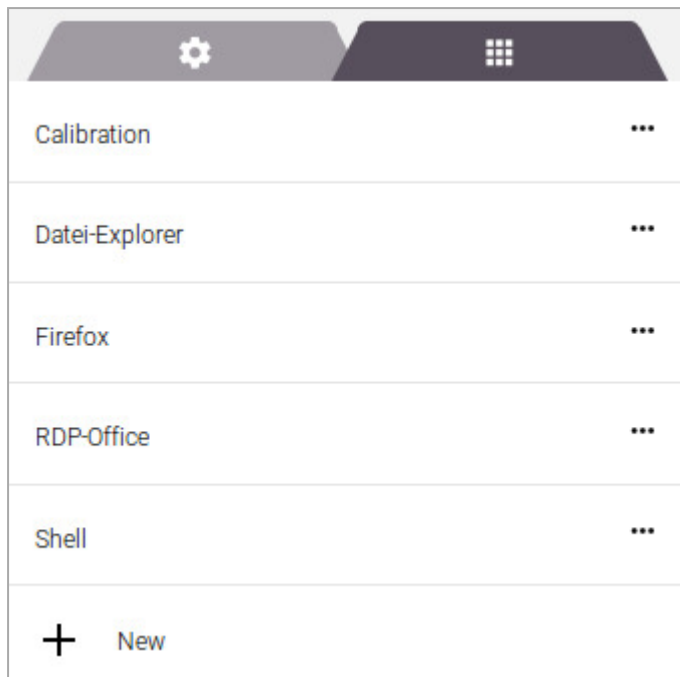 Calibration
Datei-Explorer
Firefox
RDP-Office
Shell
New